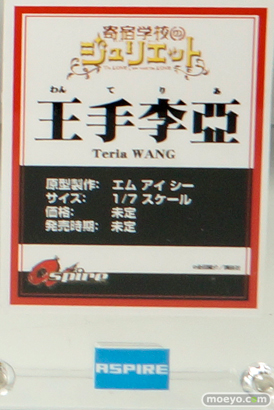 寄宿学校のジュリエット
わん て り あ
王手李亞
Teria WANG
原型製作： エム アイ シー
サイズ： 1/7 スケール
価格： 未定
発売時期： 未定
spire
ASPIRE
moeyo.com